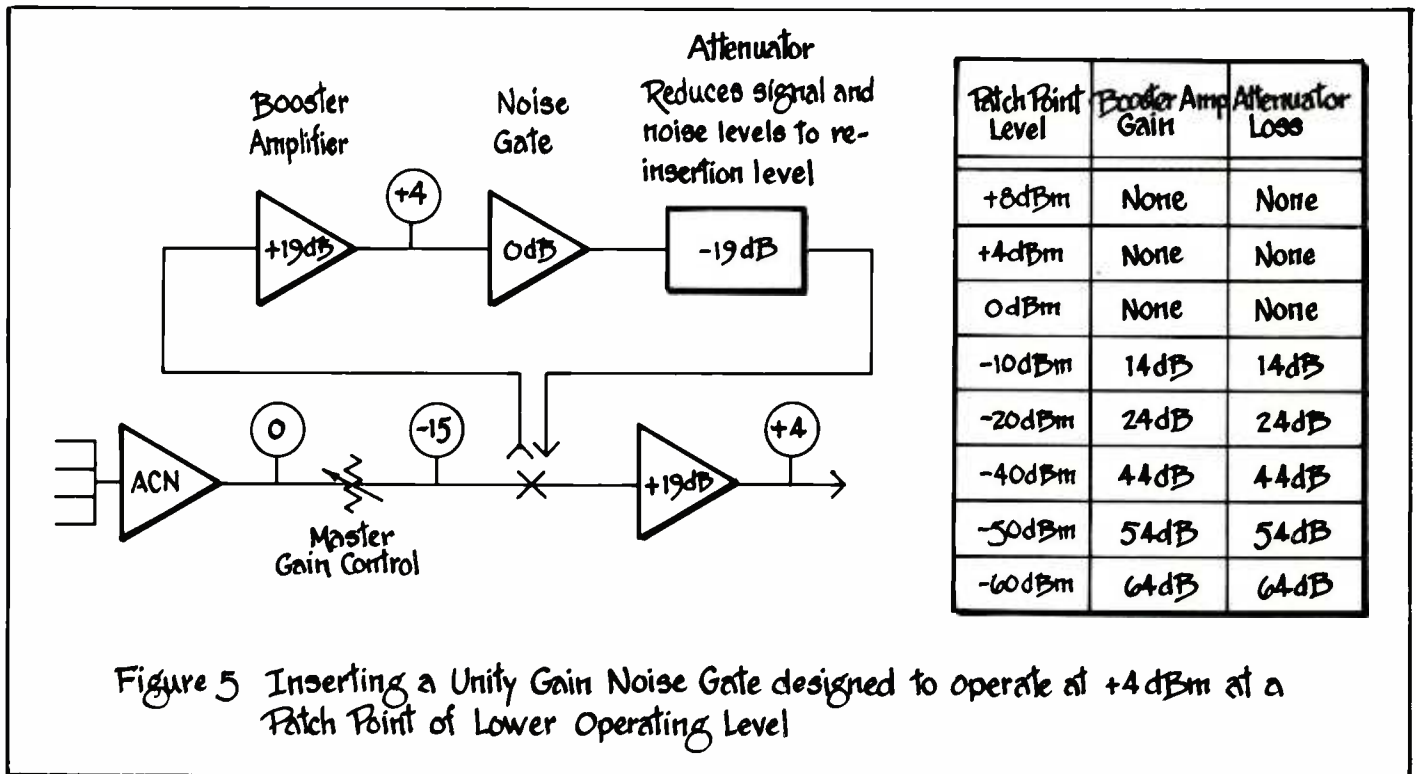 Booster
Amplifier
+4
Noise
Gate
Attenuator
Reduces signal and
noise levels to re-
insertion level
+19dB
0dB
-19dB
ACN
0
Master
Gain Control
-15
+19dB
+4
Patch Point Level Booster Amp Gain Attenuator Loss
+8dBm None None
+4dBm None None
0dBm None None
-10dBm 14dB 14dB
-20dBm 24dB 24dB
-40dBm 44dB 44dB
-50dBm 54dB 54dB
-60dBm 64dB 64dB
Figure 5 Inserting a Unity Gain Noise Gate designed to operate at +4dBm at a
Patch Point of Lower Operating Level